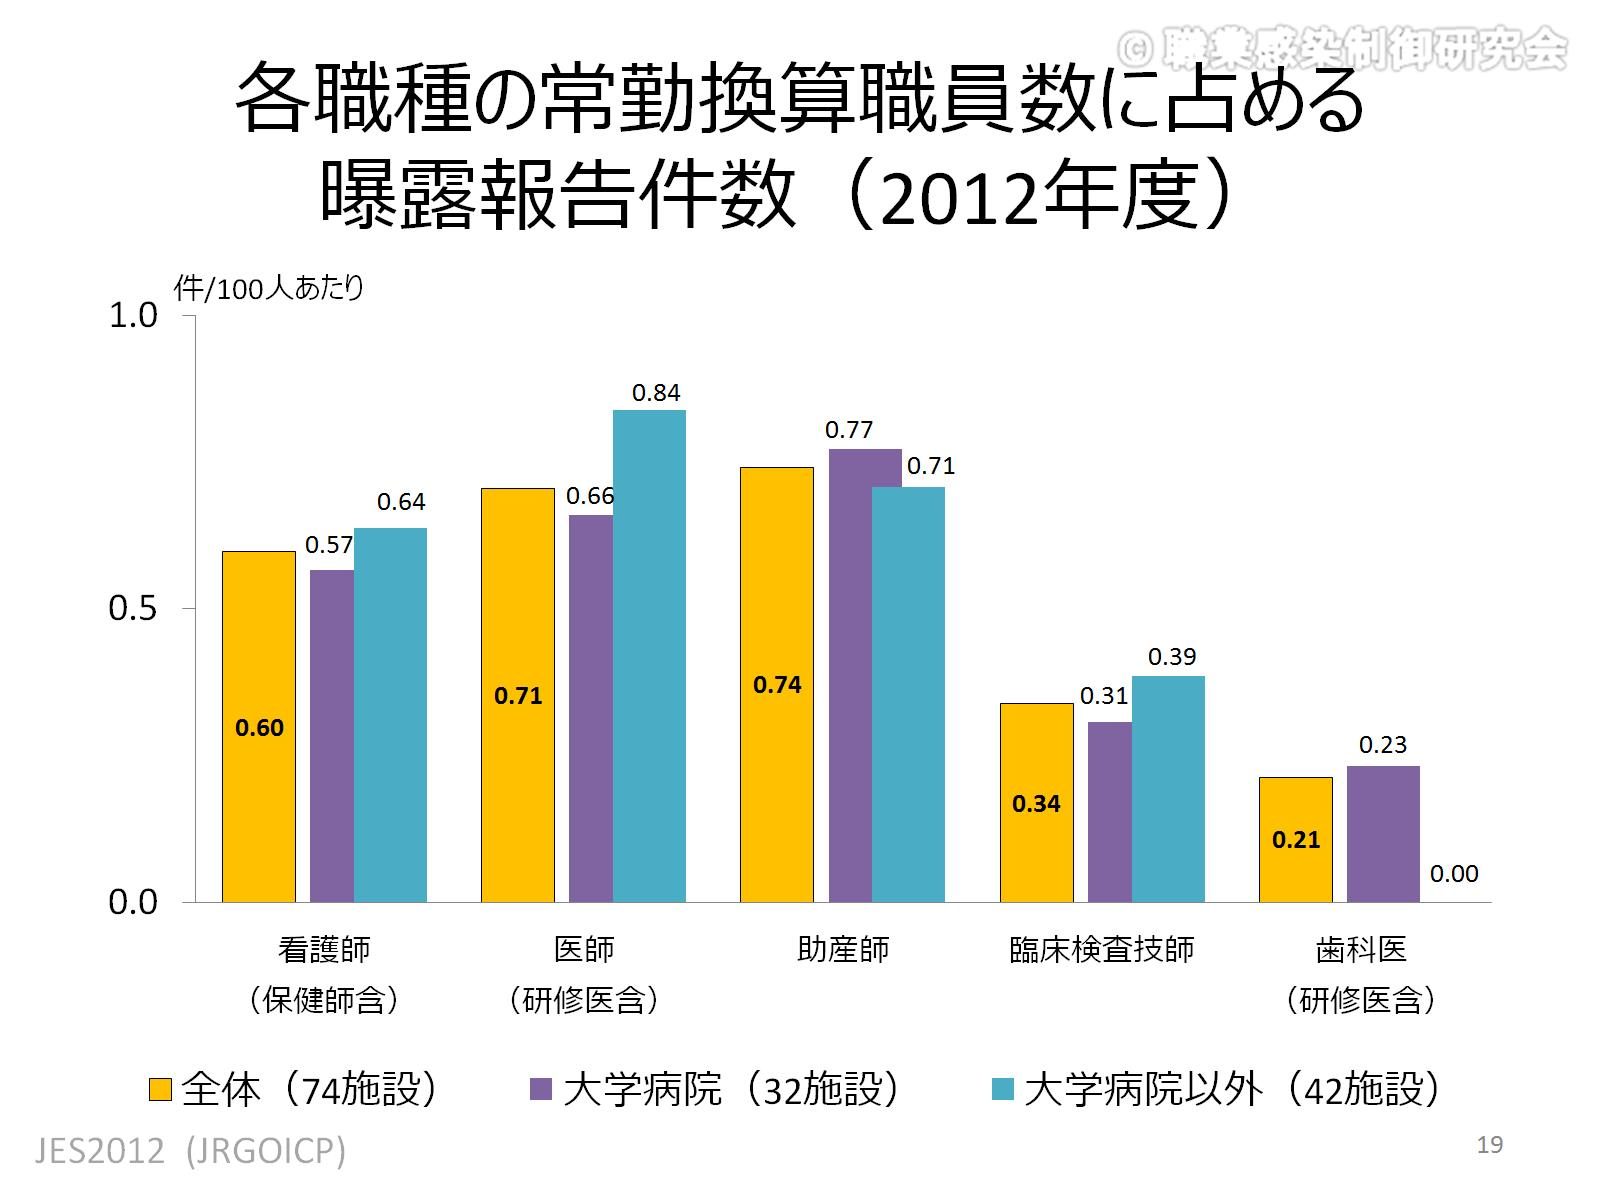 © 職業感染制御研究会
各職種の常勤換算職員数に占める
曝露報告件数（2012年度）
件/100人あたり
1.0
0.5
0.0
0.60
0.57
0.64
0.71
0.66
0.84
0.74
0.77
0.71
0.34
0.31
0.39
0.21
0.23
0.00
看護師
（保健師含）
医師
（研修医含）
助産師
臨床検査技師
歯科医
（研修医含）
全体（74施設）
大学病院（32施設）
大学病院以外（42施設）
JES2012 (JRGOICP)
19